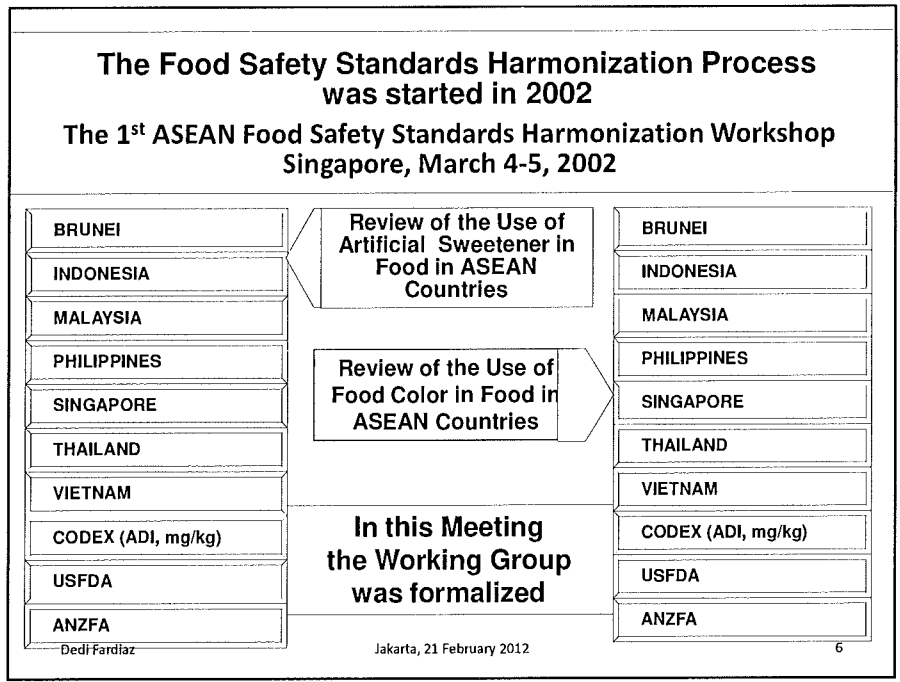 The Food Safety Standards Harmonization Process
was started in 2002
The 1st ASEAN Food Safety Standards Harmonization Workshop
Singapore, March 4-5, 2002
BRUNEI
INDONESIA
MALAYSIA
PHILIPPINES
SINGAPORE
THAILAND
VIETNAM
CODEX (ADI, mg/kg)
USFDA
ANZFA
Review of the Use of
Artificial Sweetener in
Food in ASEAN
Countries
Review of the Use of
Food Color in Food in
ASEAN Countries
In this Meeting
the Working Group
was formalized
BRUNEI
INDONESIA
MALAYSIA
PHILIPPINES
SINGAPORE
THAILAND
VIETNAM
CODEX (ADI, mg/kg)
USFDA
ANZFA
Dedi Fardiaz
Jakarta, 21 February 2012
6